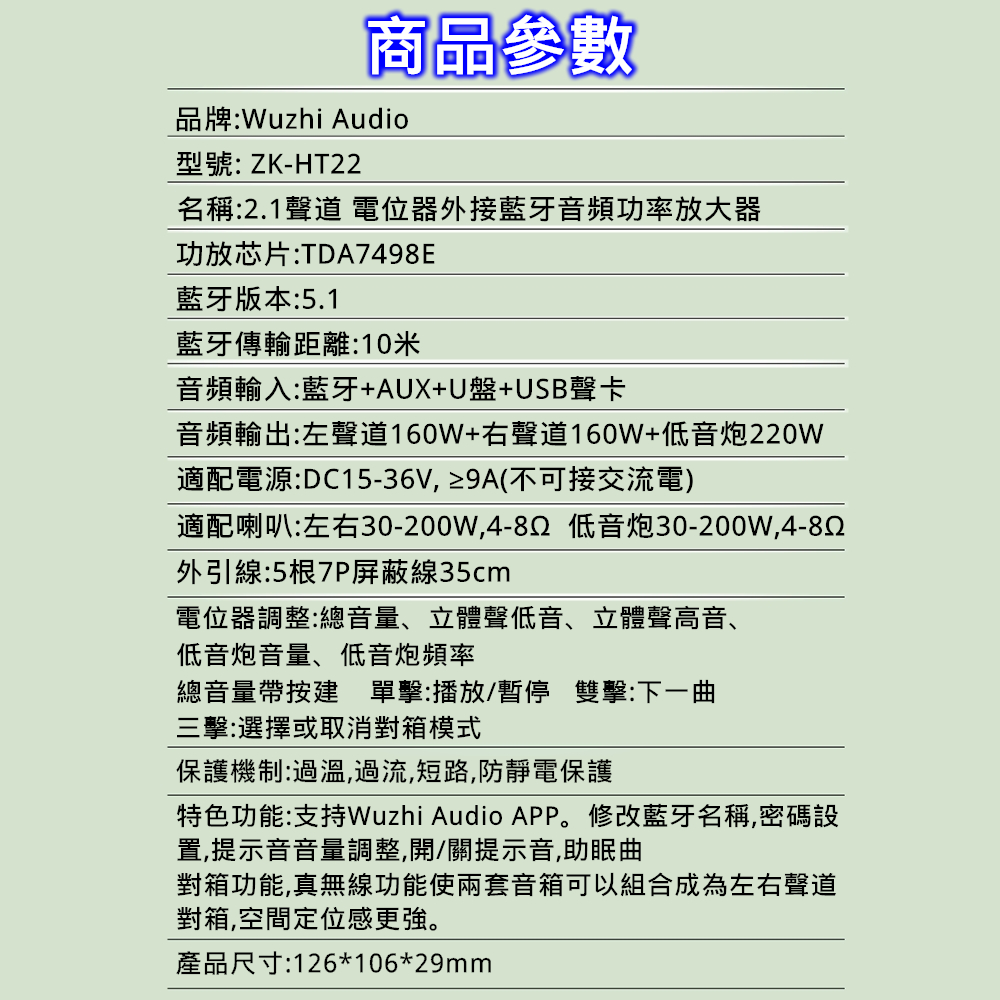 商品參數
品牌:Wuzhi Audio
型號: ZK-HT22
名稱:2.1聲道 電位器外接藍牙音頻功率放大器
功放芯片:TDA7498E
藍牙版本:5.1
藍牙傳輸距離:10米
音頻輸入:藍牙+AUX+U盤+USB聲卡
音頻輸出:左聲道160W+右聲道160W+低音炮220W
適配電源:DC15-36V, ≥9A(不可接交流電)
適配喇叭:左右30-200W,4-8Ω 低音炮30-200W,4-8Ω
外引線:5根7P屏蔽線35cm
電位器調整:總音量、立體聲低音、立體聲高音、
低音炮音量、低音炮頻率
總音量帶按建 單擊:播放/暫停 雙擊:下一曲
三擊:選擇或取消對箱模式
保護機制:過溫,過流,短路,防靜電保護
特色功能:支持Wuzhi Audio APP。修改藍牙名稱,密碼設
置,提示音音量調整,開/關提示音,助眠曲
對箱功能,真無線功能使兩套音箱可以組合成為左右聲道
對箱,空間定位感更強。
產品尺寸:126*106*29mm